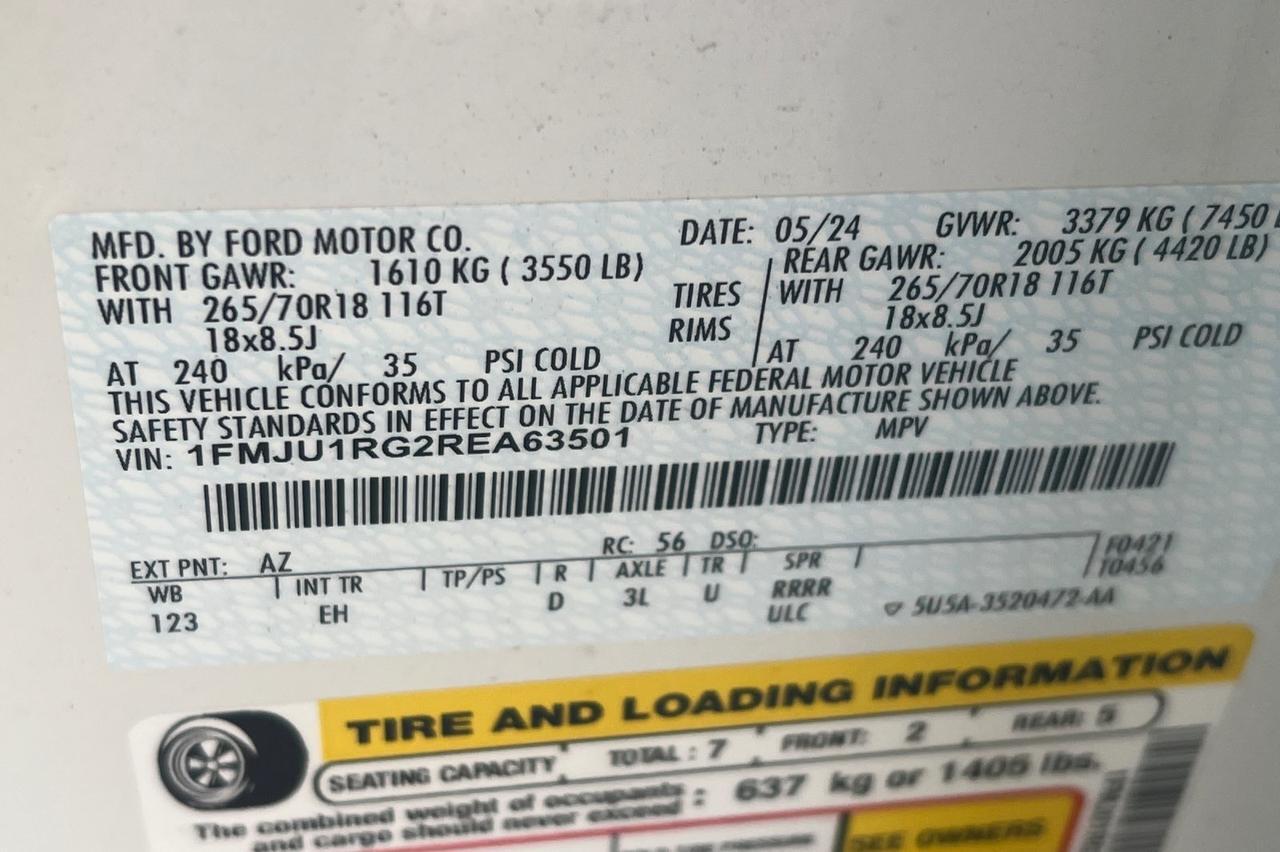 MFD. BY FORD MOTOR CO. DATE: 05/24 GVWR: 3379 KG ( 7450
FRONT GAWR: 1610 KG ( 3550 LB) REAR GAWR: 2005 KG ( 4420 LB)
WITH 265/70R18 116T TIRES WITH 265/70R18 116T
18x8.5J RIMS 18x8.5J
AT 240 kPa/ 35 PSI COLD AT 240 kPa/ 35 PSI COLD
THIS VEHICLE CONFORMS TO ALL APPLICABLE FEDERAL MOTOR VEHICLE
SAFETY STANDARDS IN EFFECT ON THE DATE OF MANUFACTURE SHOWN ABOVE.
VIN: 1FMJU1RG2REA63501 TYPE: MPV
EXT PNT: AZ RC: 56 DSO: F0421
WB INT TR TP/PS R AXLE TR SPR T0456
123 EH D 3L U RRRR
ULC 5U5A-3520472-AA
TIRE AND LOADING INFORMATION
SEATING CAPACITY TOTAL : 7 FRONT: 2 REAR: 5
The combined weight of occupants : 637 kg or 1405 lbs.
and cargo should never exceed
SEE OWNERS